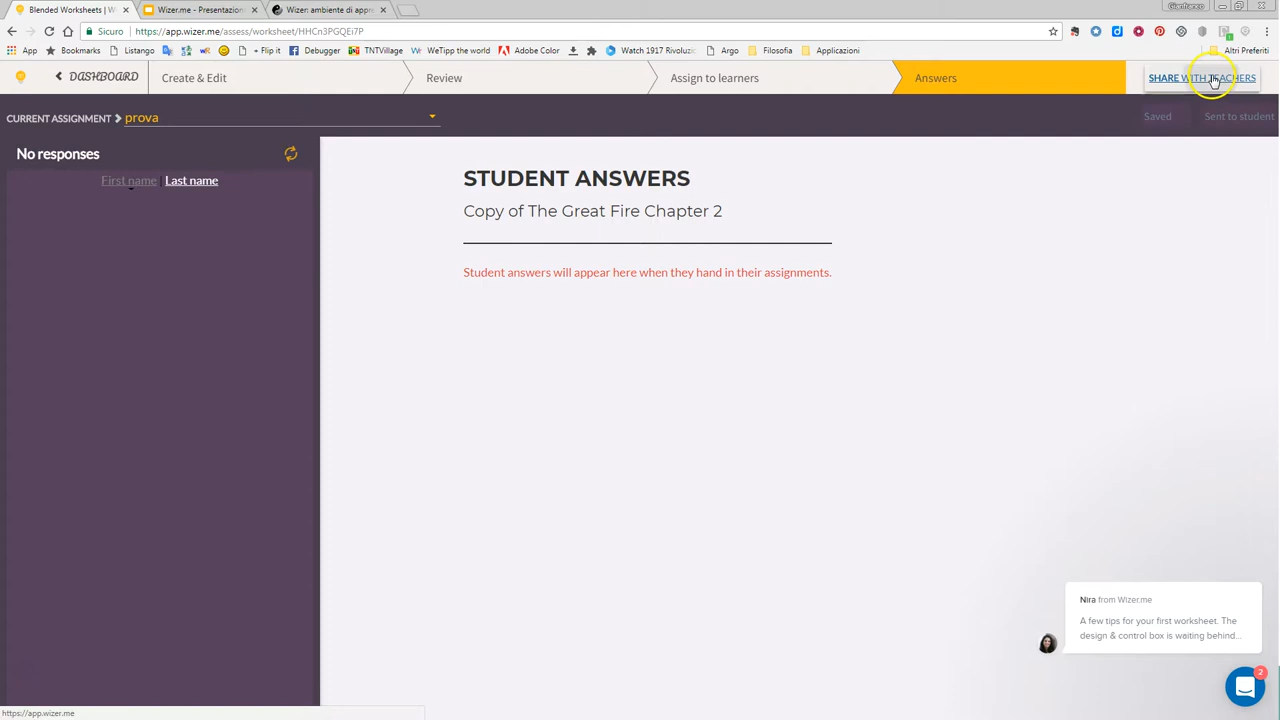 Blended Worksheets | W
Wizer.me - Presentazion
Wizer: ambiente di appre
Gianfranco
Sicuro
https://app.wizer.me/assess/worksheet/HHCn3PGQEi7P
App
Bookmarks
Listango
+ Flip it
Debugger
TNTVillage
WeTipp the world
Adobe Color
Watch 1917 Rivoluzio
Argo
Filosofia
Applicazioni
Altri Preferiti
DASHBOARD
Create & Edit
Review
Assign to learners
Answers
SHARE WITH TEACHERS
CURRENT ASSIGNMENT
prova
Saved
Sent to student
No responses
First name | Last name
STUDENT ANSWERS
Copy of The Great Fire Chapter 2
Student answers will appear here when they hand in their assignments.
Nira from Wizer.me
A few tips for your first worksheet. The
design & control box is waiting behind...
2
https://app.wizer.me